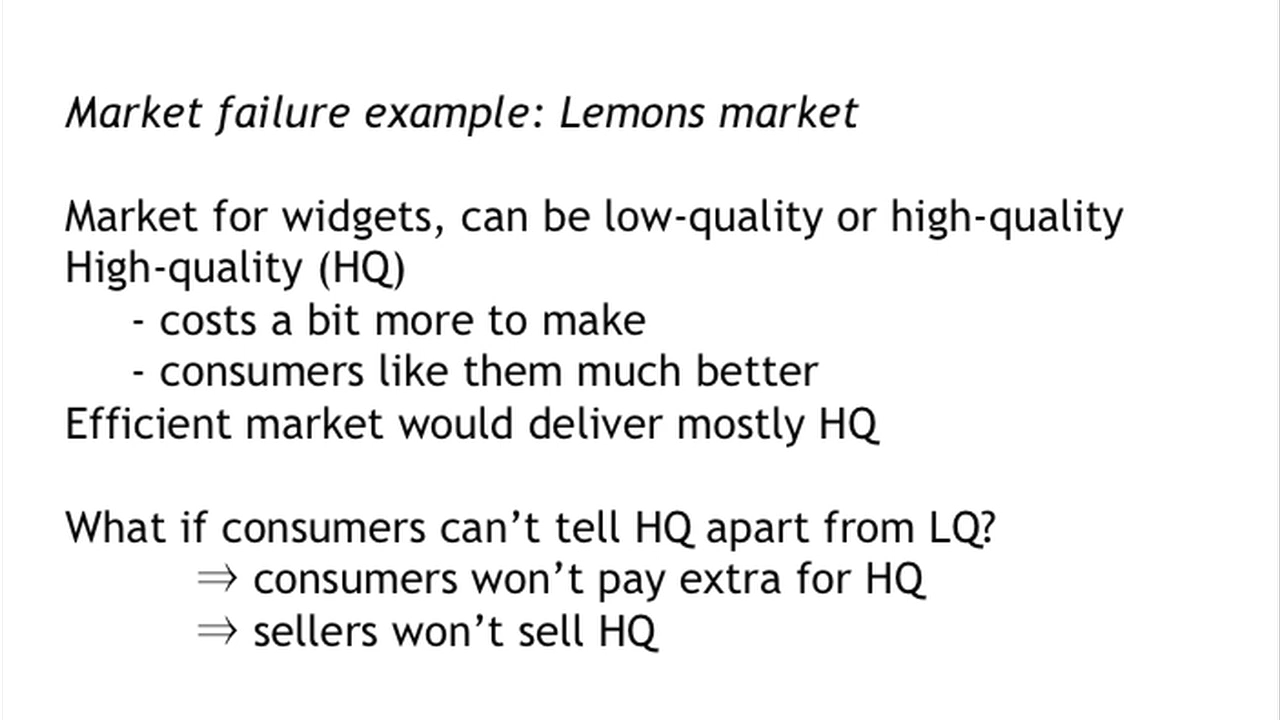 Market failure example: Lemons market
Market for widgets, can be low-quality or high-quality
High-quality (HQ)
- costs a bit more to make
- consumers like them much better
Efficient market would deliver mostly HQ
What if consumers can’t tell HQ apart from LQ?
⇒ consumers won’t pay extra for HQ
⇒ sellers won’t sell HQ